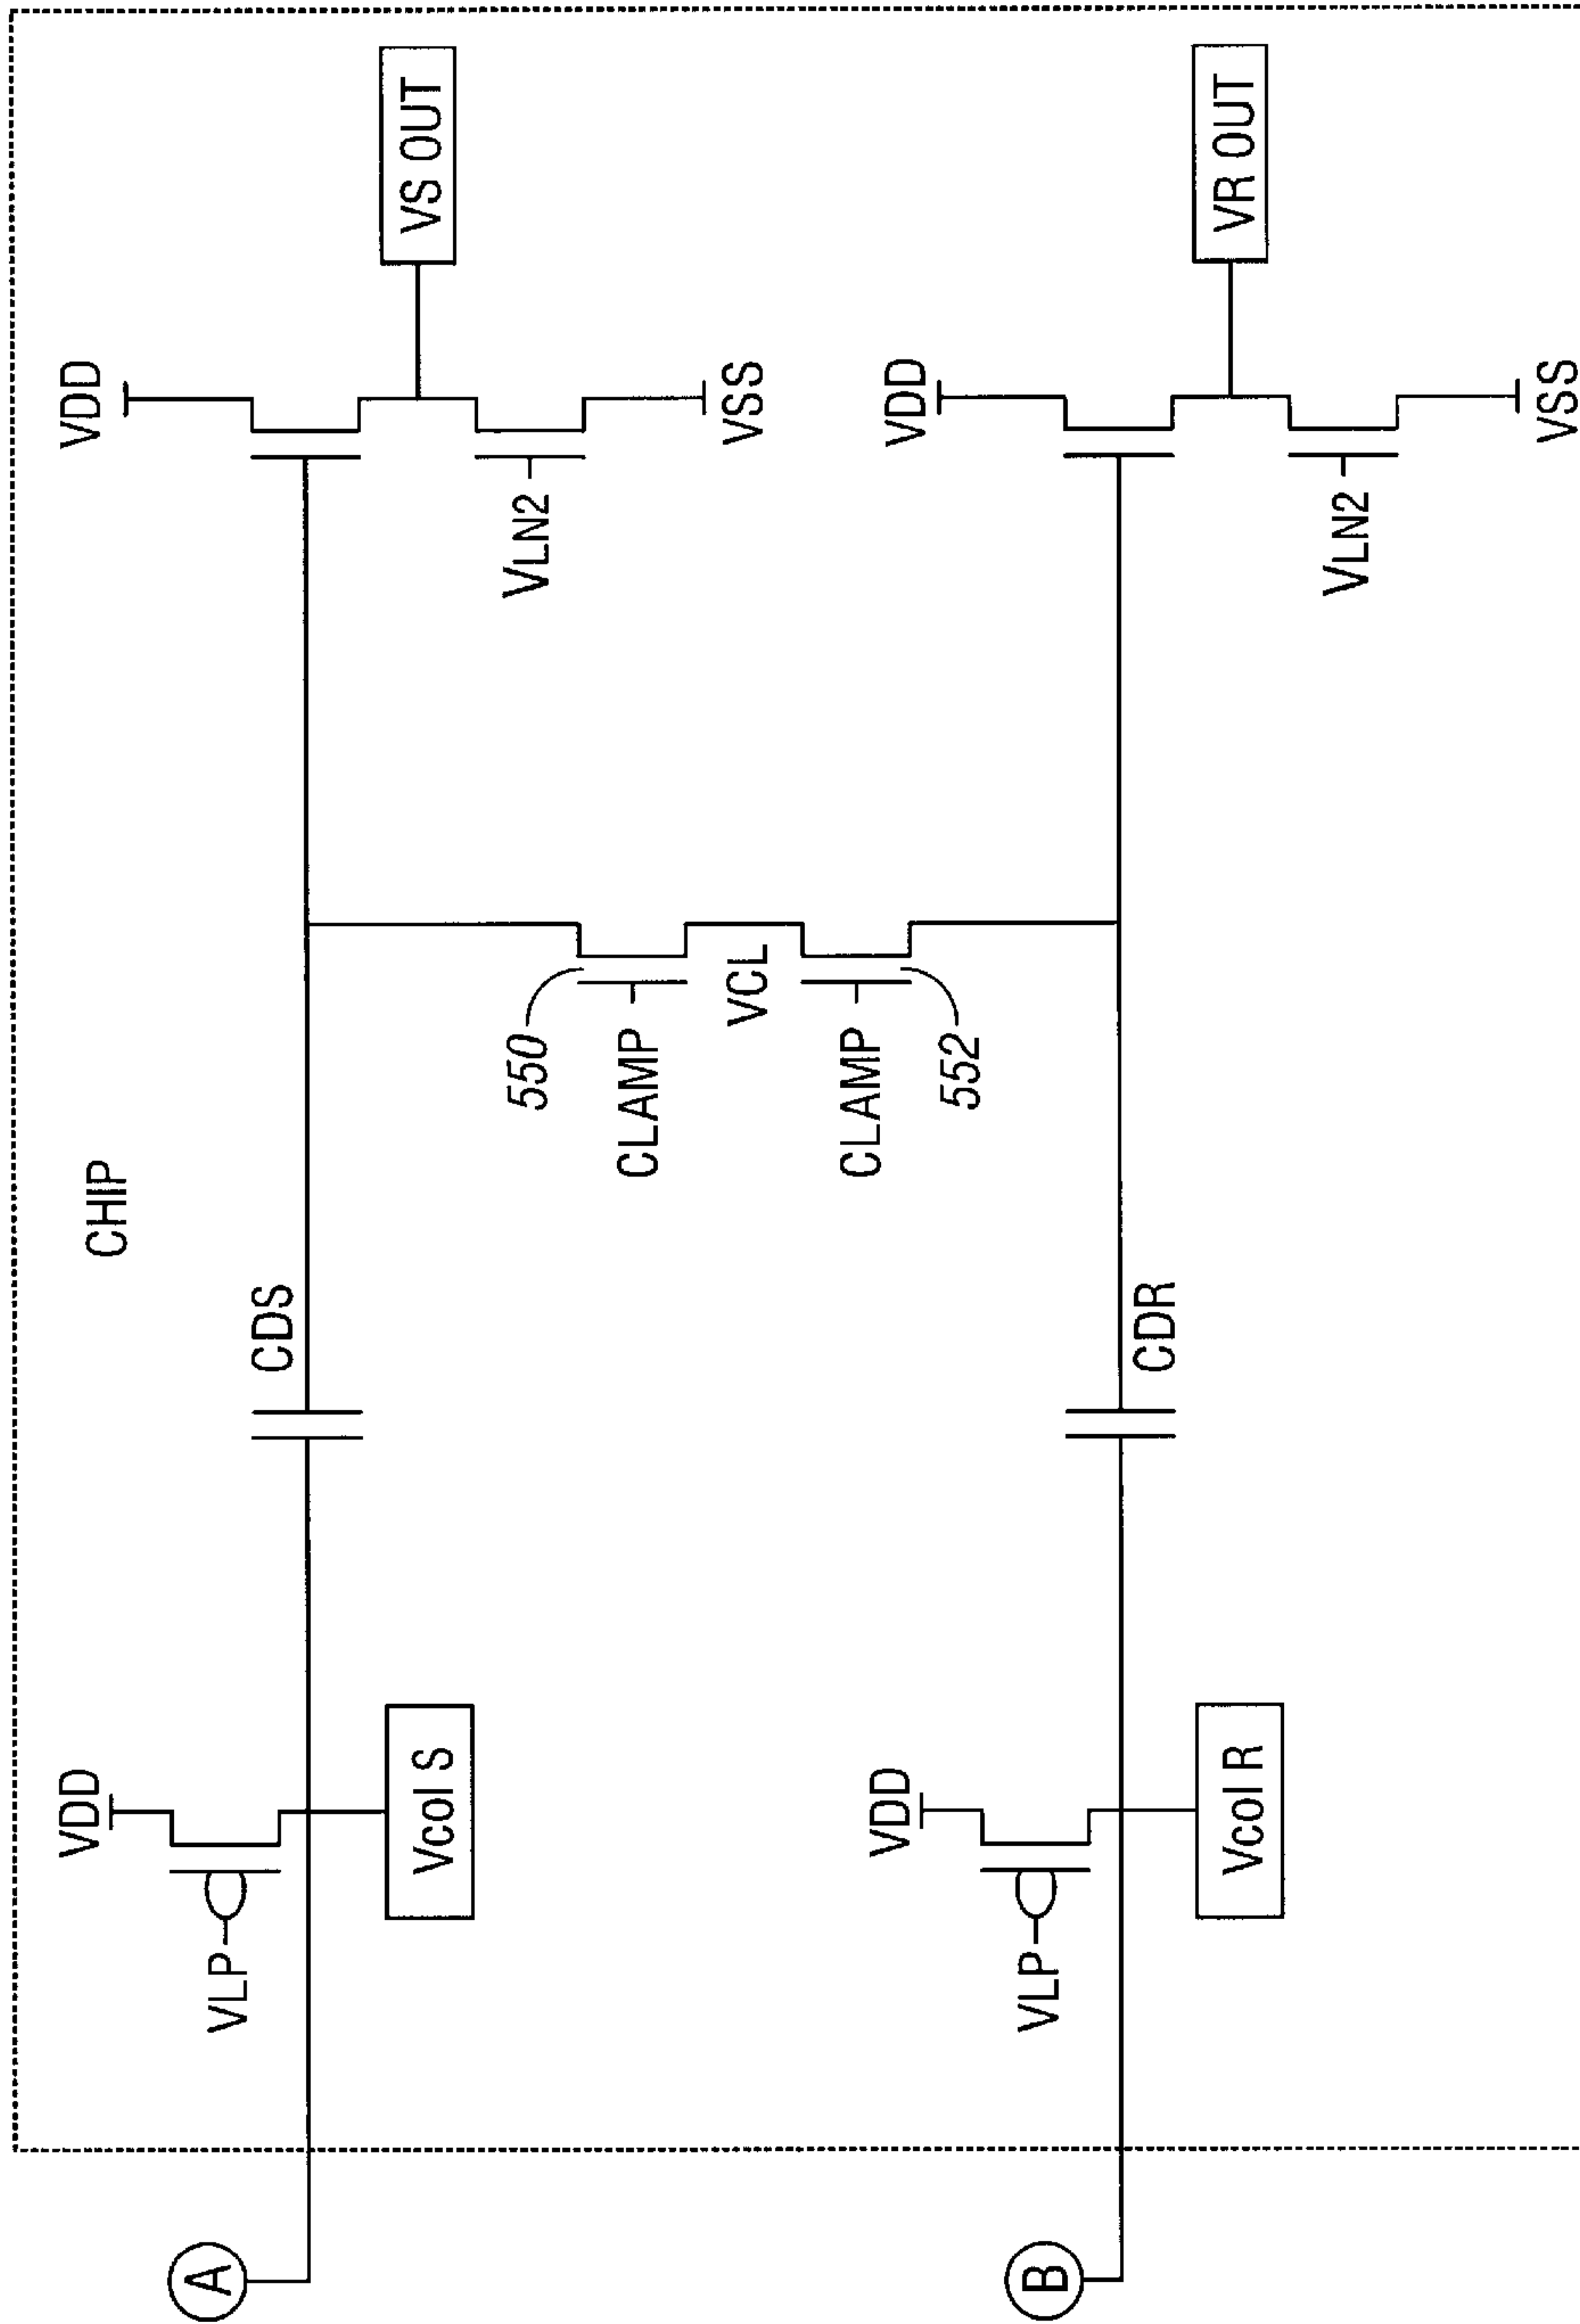 CHIP
A
VDD
VLP
Vcol S
CDS
VDD
VLN2
VSS
VS OUT
550
CLAMP
VCL
CLAMP
552
B
VDD
VLP
Vcol R
CDR
VDD
VLN2
VSS
VR OUT